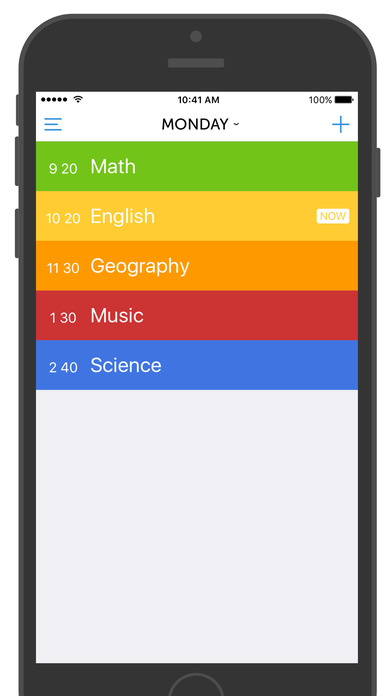 10:41 AM 100%
MONDAY
9 20 Math
10 20 English NOW
11 30 Geography
1 30 Music
2 40 Science